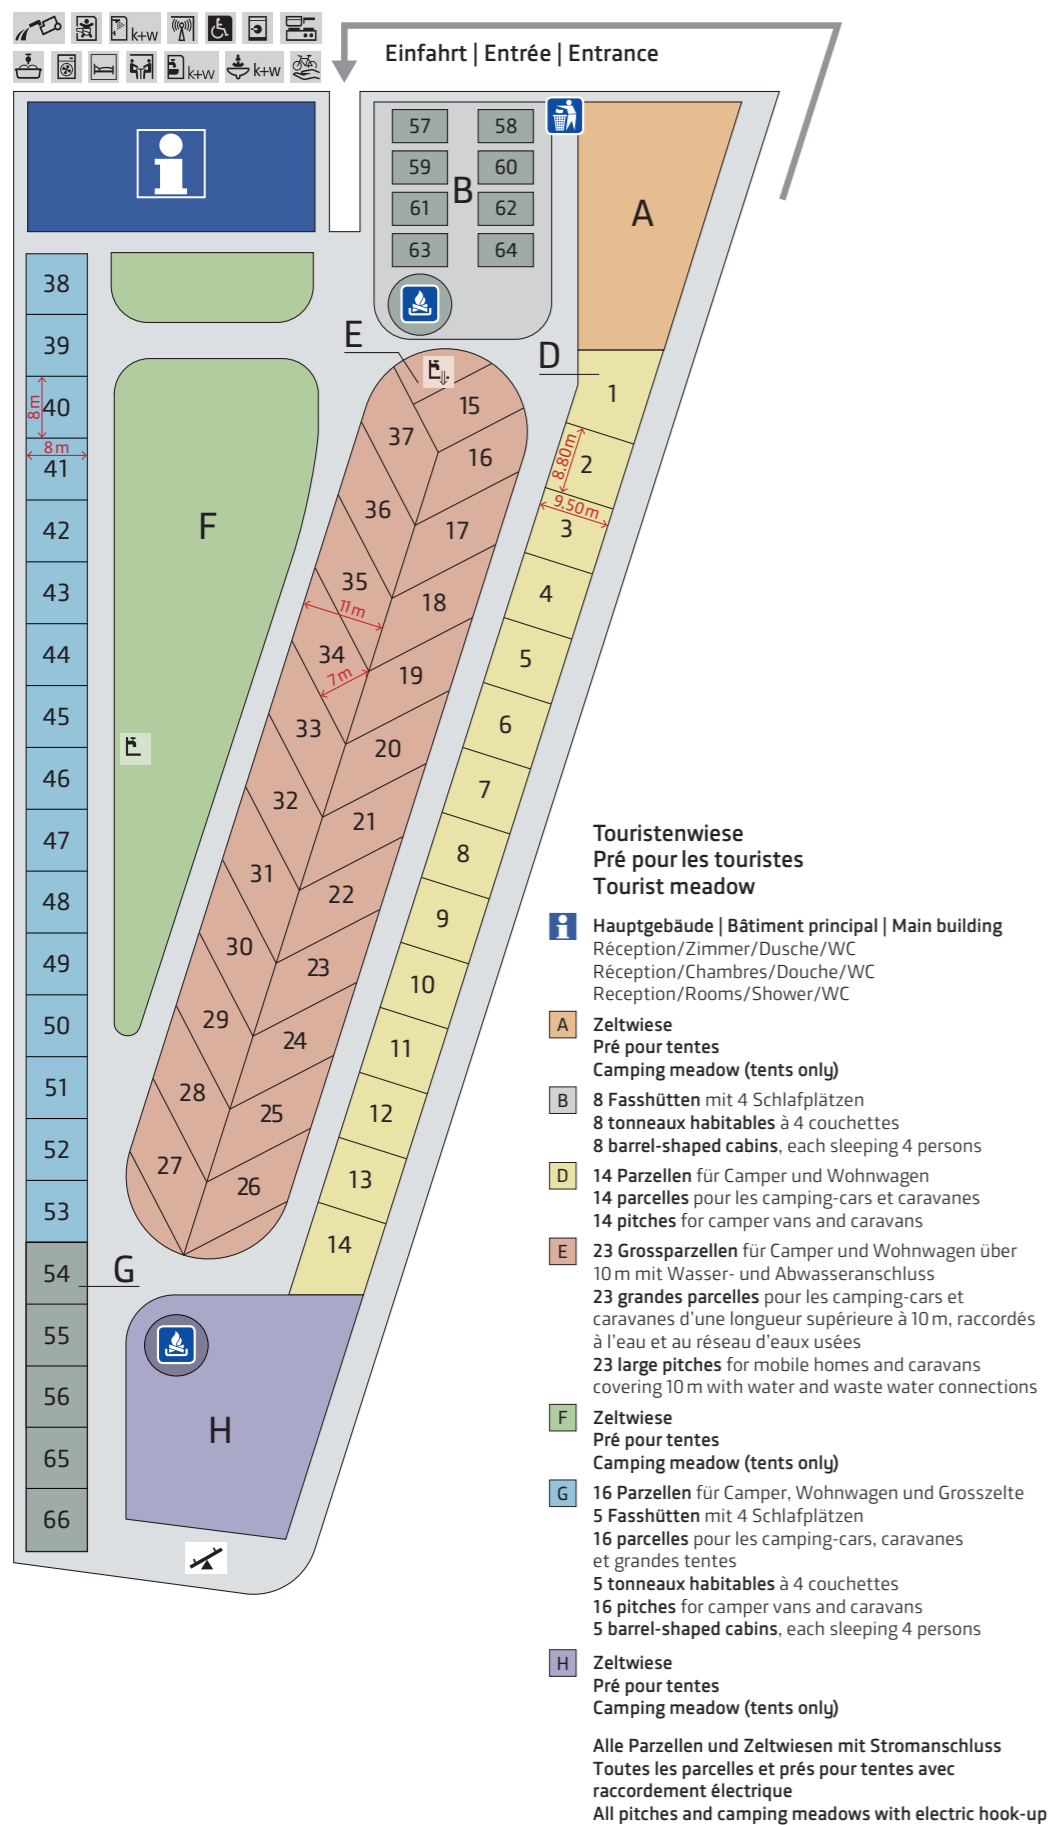 k+w
k+w
k+w
Einfahrt | Entrée | Entrance
57
58
59
60
B
61
62
63
64
A
38
39
40
8m
8m
41
42
43
44
45
46
47
48
49
50
51
52
53
54
55
56
65
66
F
E
D
G
H
15
37
16
36
17
35
18
11m
34
19
7m
33
20
32
21
31
22
30
23
29
24
28
25
27
26
1
2
8.80m
9.50m
3
4
5
6
7
8
9
10
11
12
13
14
Touristenwiese
Pré pour les touristes
Tourist meadow
i Hauptgebäude | Bâtiment principal | Main building
Réception/Zimmer/Dusche/WC
Réception/Chambres/Douche/WC
Reception/Rooms/Shower/WC
A Zeltwiese
Pré pour tentes
Camping meadow (tents only)
B 8 Fasshütten mit 4 Schlafplätzen
8 tonneaux habitables à 4 couchettes
8 barrel-shaped cabins, each sleeping 4 persons
D 14 Parzellen für Camper und Wohnwagen
14 parcelles pour les camping-cars et caravanes
14 pitches for camper vans and caravans
E 23 Grossparzellen für Camper und Wohnwagen über
10 m mit Wasser- und Abwasseranschluss
23 grandes parcelles pour les camping-cars et
caravanes d'une longueur supérieure à 10 m, raccordés
à l'eau et au réseau d'eaux usées
23 large pitches for mobile homes and caravans
covering 10 m with water and waste water connections
F Zeltwiese
Pré pour tentes
Camping meadow (tents only)
G 16 Parzellen für Camper, Wohnwagen und Grosszelte
5 Fasshütten mit 4 Schlafplätzen
16 parcelles pour les camping-cars, caravanes
et grandes tentes
5 tonneaux habitables à 4 couchettes
16 pitches for camper vans and caravans
5 barrel-shaped cabins, each sleeping 4 persons
H Zeltwiese
Pré pour tentes
Camping meadow (tents only)
Alle Parzellen und Zeltwiesen mit Stromanschluss
Toutes les parcelles et prés pour tentes avec
raccordement électrique
All pitches and camping meadows with electric hook-up